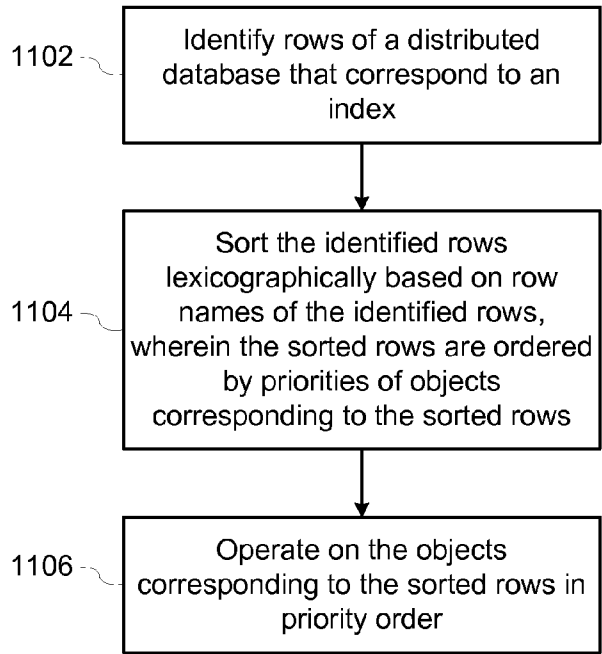 1102
Identify rows of a distributed
database that correspond to an
index
1104
Sort the identified rows
lexicographically based on row
names of the identified rows,
wherein the sorted rows are ordered
by priorities of objects
corresponding to the sorted rows
1106
Operate on the objects
corresponding to the sorted rows in
priority order